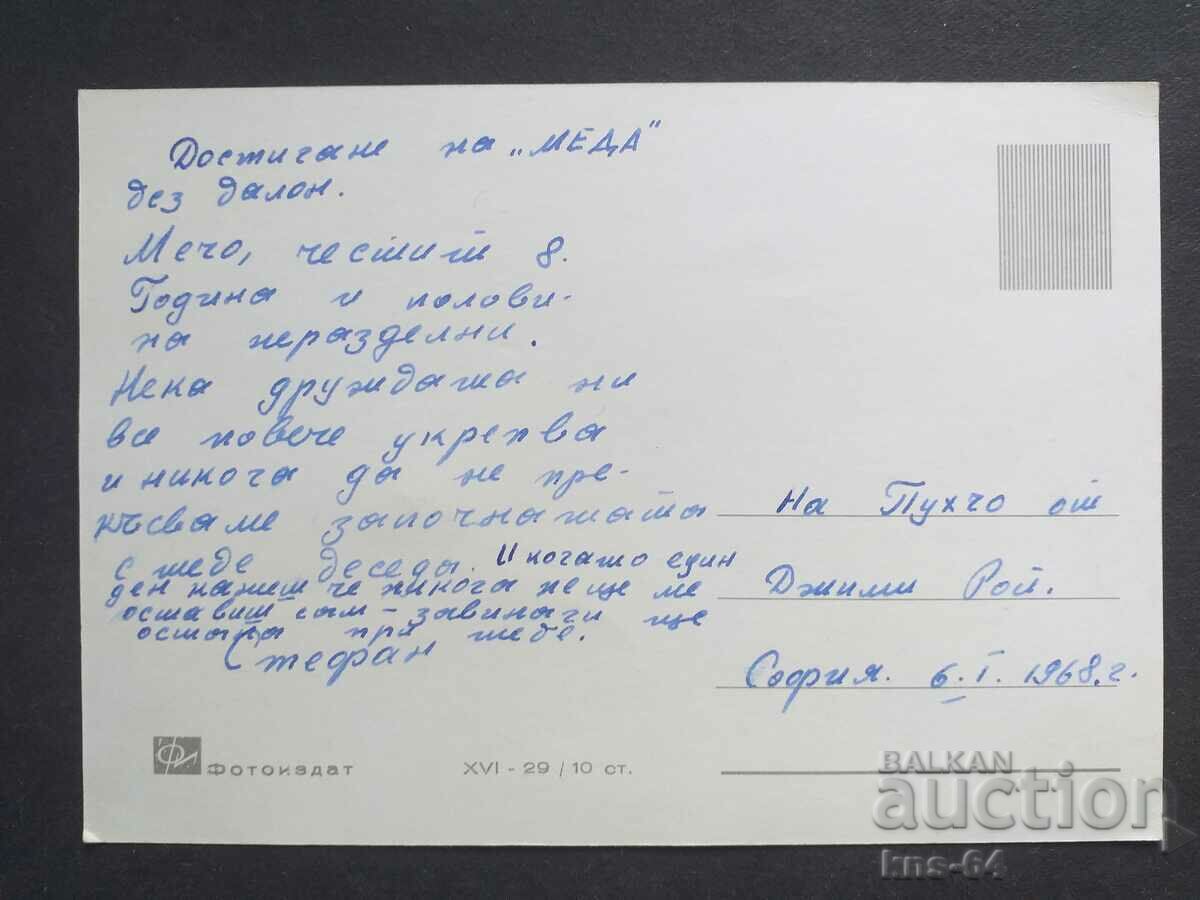 Достигане на „МЕДА"
без балон.
Мечо, честит 8.
Година и полови-
на неразделни.
Нека дружбата ни
все повече укрепва
и никога да не пре-
късваме започнатата
с тебе беседы. И когато един
ден кажеш че никога не ще ме
оставиш сам - завинаги ще
остана при тебе.
Стефан
На Пухчо от
Джими Рой.
София. 6.I. 1968.г.
Фотоиздат
XVI - 29 / 10 ст.
BALKAN
auction
kns-64